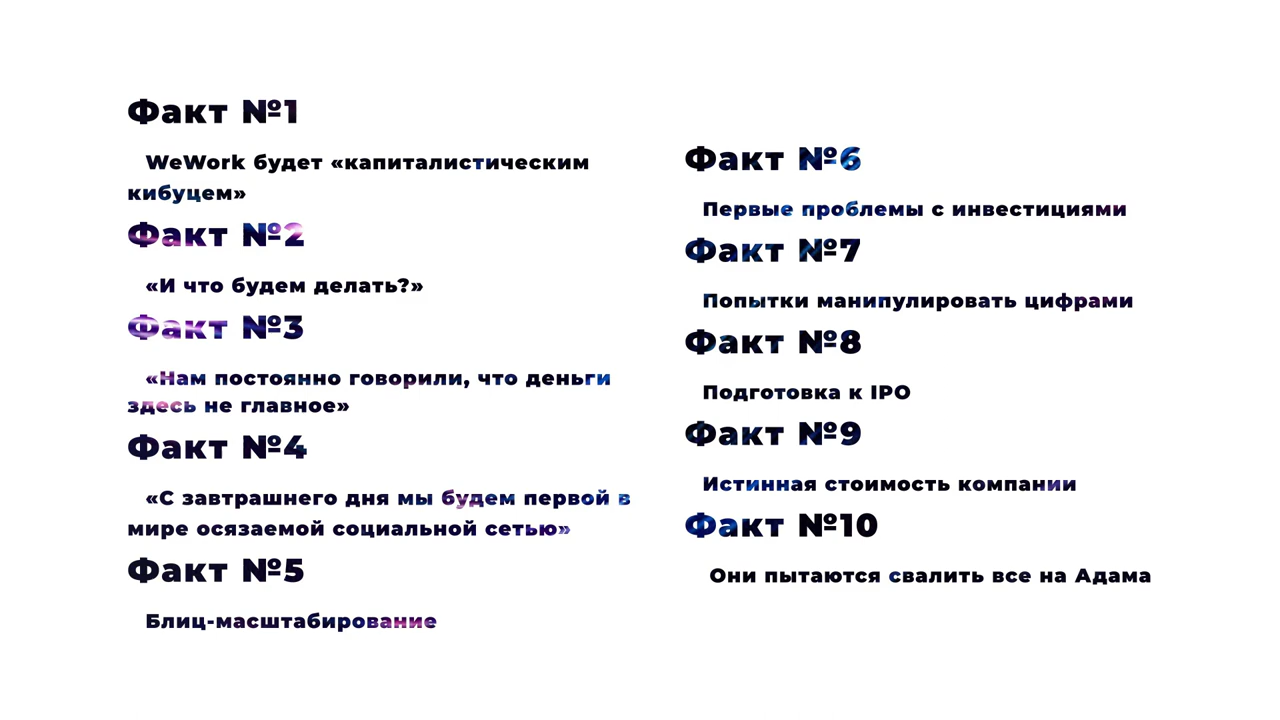 Факт №1
WeWork будет «капиталистическим
кибуцем»
Факт №2
«И что будем делать?»
Факт №3
«Нам постоянно говорили, что деньги
здесь не главное»
Факт №4
«С завтрашнего дня мы будем первой в
мире осязаемой социальной сетью»
Факт №5
Блиц-масштабирование
Факт №6
Первые проблемы с инвестициями
Факт №7
Попытки манипулировать цифрами
Факт №8
Подготовка к IPO
Факт №9
Истинная стоимость компании
Факт №10
Они пытаются свалить все на Адама